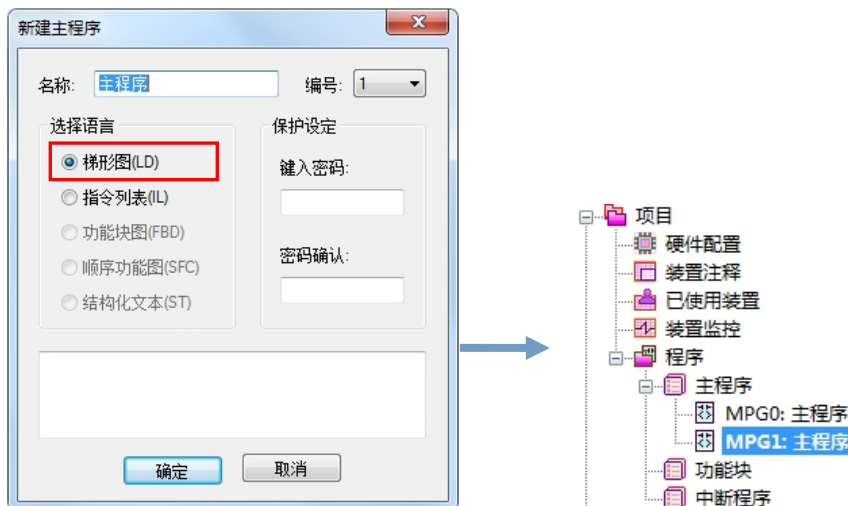 新建主程序
名称: 主程序 编号: 1
选择语言
梯形图(LD)
指令列表(IL)
功能块图(FBD)
顺序功能图(SFC)
结构化文本(ST)
保护设定
键入密码:
密码确认:
确定
取消
项目
硬件配置
装置注释
已使用装置
装置监控
程序
主程序
MPG0: 主程序
MPG1: 主程序
功能块
中断程序